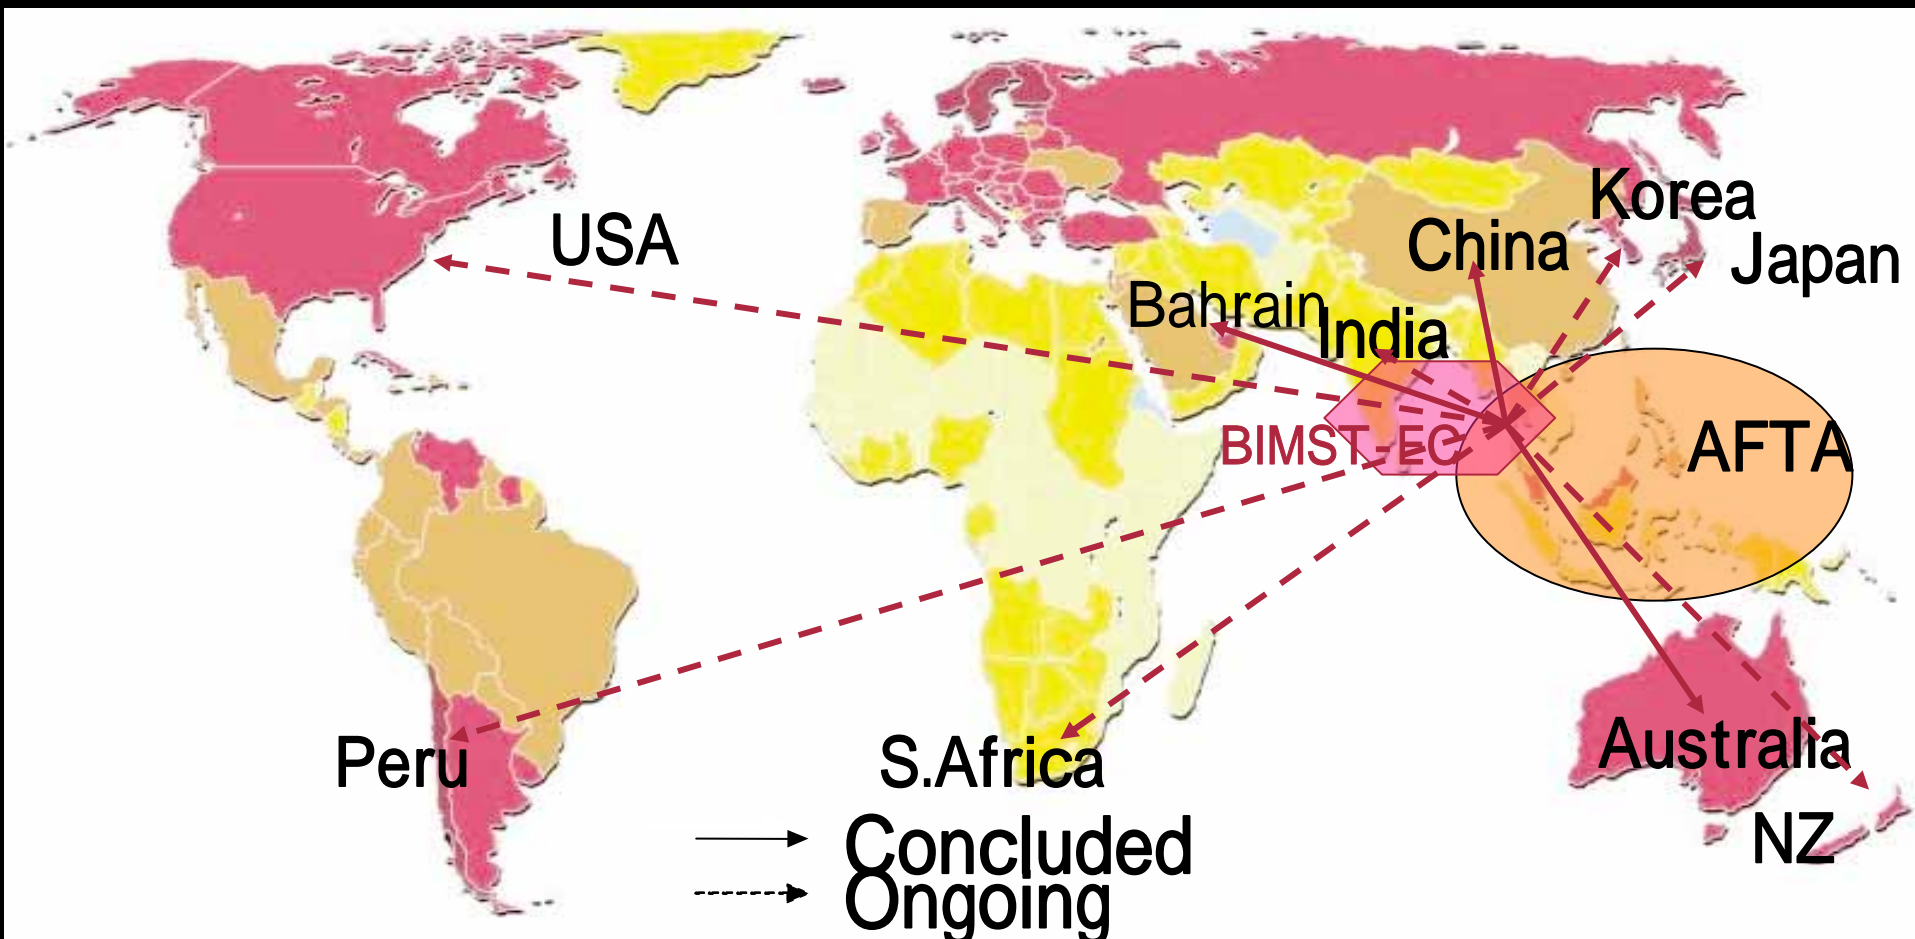 Korea
USA
China
Japan
Bahrain
India
BIMST-EC
AFTA
Peru
S.Africa
Australia
NZ
Concluded
Ongoing